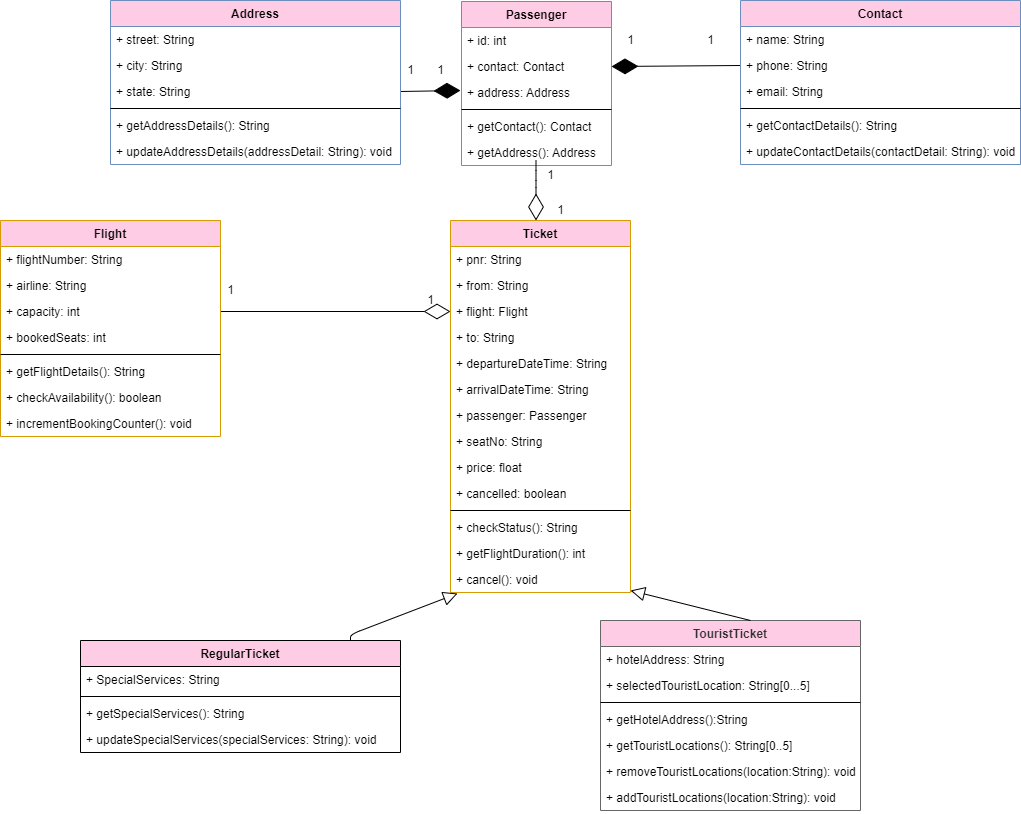 Address
+ street: String
+ city: String
+ state: String
+ getAddressDetails(): String
+ updateAddressDetails(addressDetail: String): void
1
1
Passenger
+ id: int
+ contact: Contact
+ address: Address
+ getContact(): Contact
+ getAddress(): Address
1
1
Contact
+ name: String
+ phone: String
+ email: String
+ getContactDetails(): String
+ updateContactDetails(contactDetail: String): void
1
1
Flight
+ flightNumber: String
+ airline: String
+ capacity: int
+ bookedSeats: int
+ getFlightDetails(): String
+ checkAvailability(): boolean
+ incrementBookingCounter(): void
1
1
Ticket
+ pnr: String
+ from: String
+ flight: Flight
+ to: String
+ departureDateTime: String
+ arrivalDateTime: String
+ passenger: Passenger
+ seatNo: String
+ price: float
+ cancelled: boolean
+ checkStatus(): String
+ getFlightDuration(): int
+ cancel(): void
RegularTicket
+ SpecialServices: String
+ getSpecialServices(): String
+ updateSpecialServices(specialServices: String): void
TouristTicket
+ hotelAddress: String
+ selectedTouristLocation: String[0...5]
+ getHotelAddress():String
+ getTouristLocations(): String[0..5]
+ removeTouristLocations(location:String): void
+ addTouristLocations(location:String): void